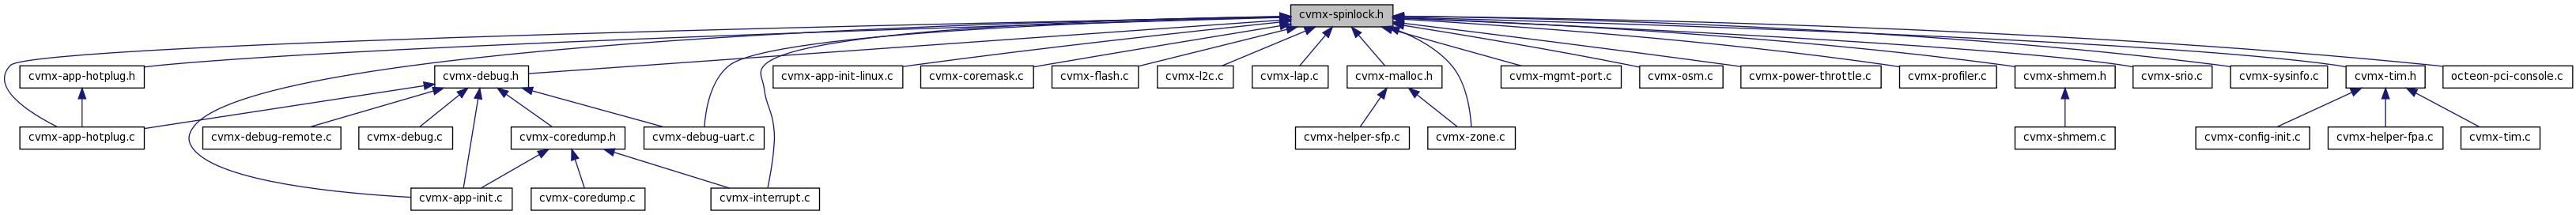 cvmx-spinlock.h
cvmx-app-hotplug.h
cvmx-debug.h
cvmx-app-init-linux.c
cvmx-coremask.c
cvmx-flash.c
cvmx-l2c.c
cvmx-lap.c
cvmx-malloc.h
cvmx-mgmt-port.c
cvmx-osm.c
cvmx-power-throttle.c
cvmx-profiler.c
cvmx-shmem.h
cvmx-srio.c
cvmx-sysinfo.c
cvmx-tim.h
octeon-pci-console.c
cvmx-app-hotplug.c
cvmx-debug-remote.c
cvmx-debug.c
cvmx-coredump.h
cvmx-debug-uart.c
cvmx-helper-sfp.c
cvmx-zone.c
cvmx-shmem.c
cvmx-config-init.c
cvmx-helper-fpa.c
cvmx-tim.c
cvmx-app-init.c
cvmx-coredump.c
cvmx-interrupt.c